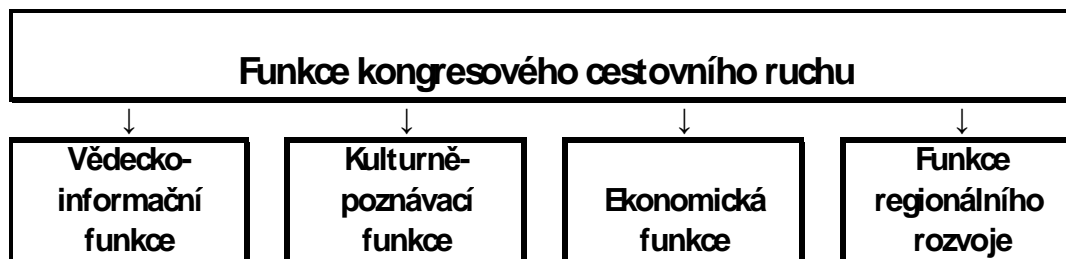 Funkce kongresového cestovního ruchu
↓ ↓ ↓ ↓
Vědecko-
informační
funkce
Kulturně-
poznávací
funkce
Ekonomická
funkce
Funkce
regionálního
rozvoje